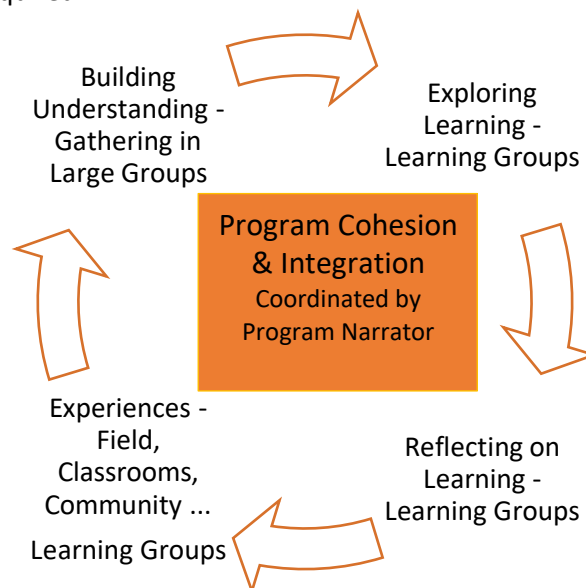 Building
Understanding -
Gathering in
Large Groups
Exploring
Learning -
Learning Groups
Program Cohesion
& Integration
Coordinated by
Program Narrator
Experiences -
Field,
Classrooms,
Community ...
Learning Groups
Reflecting on
Learning -
Learning Groups